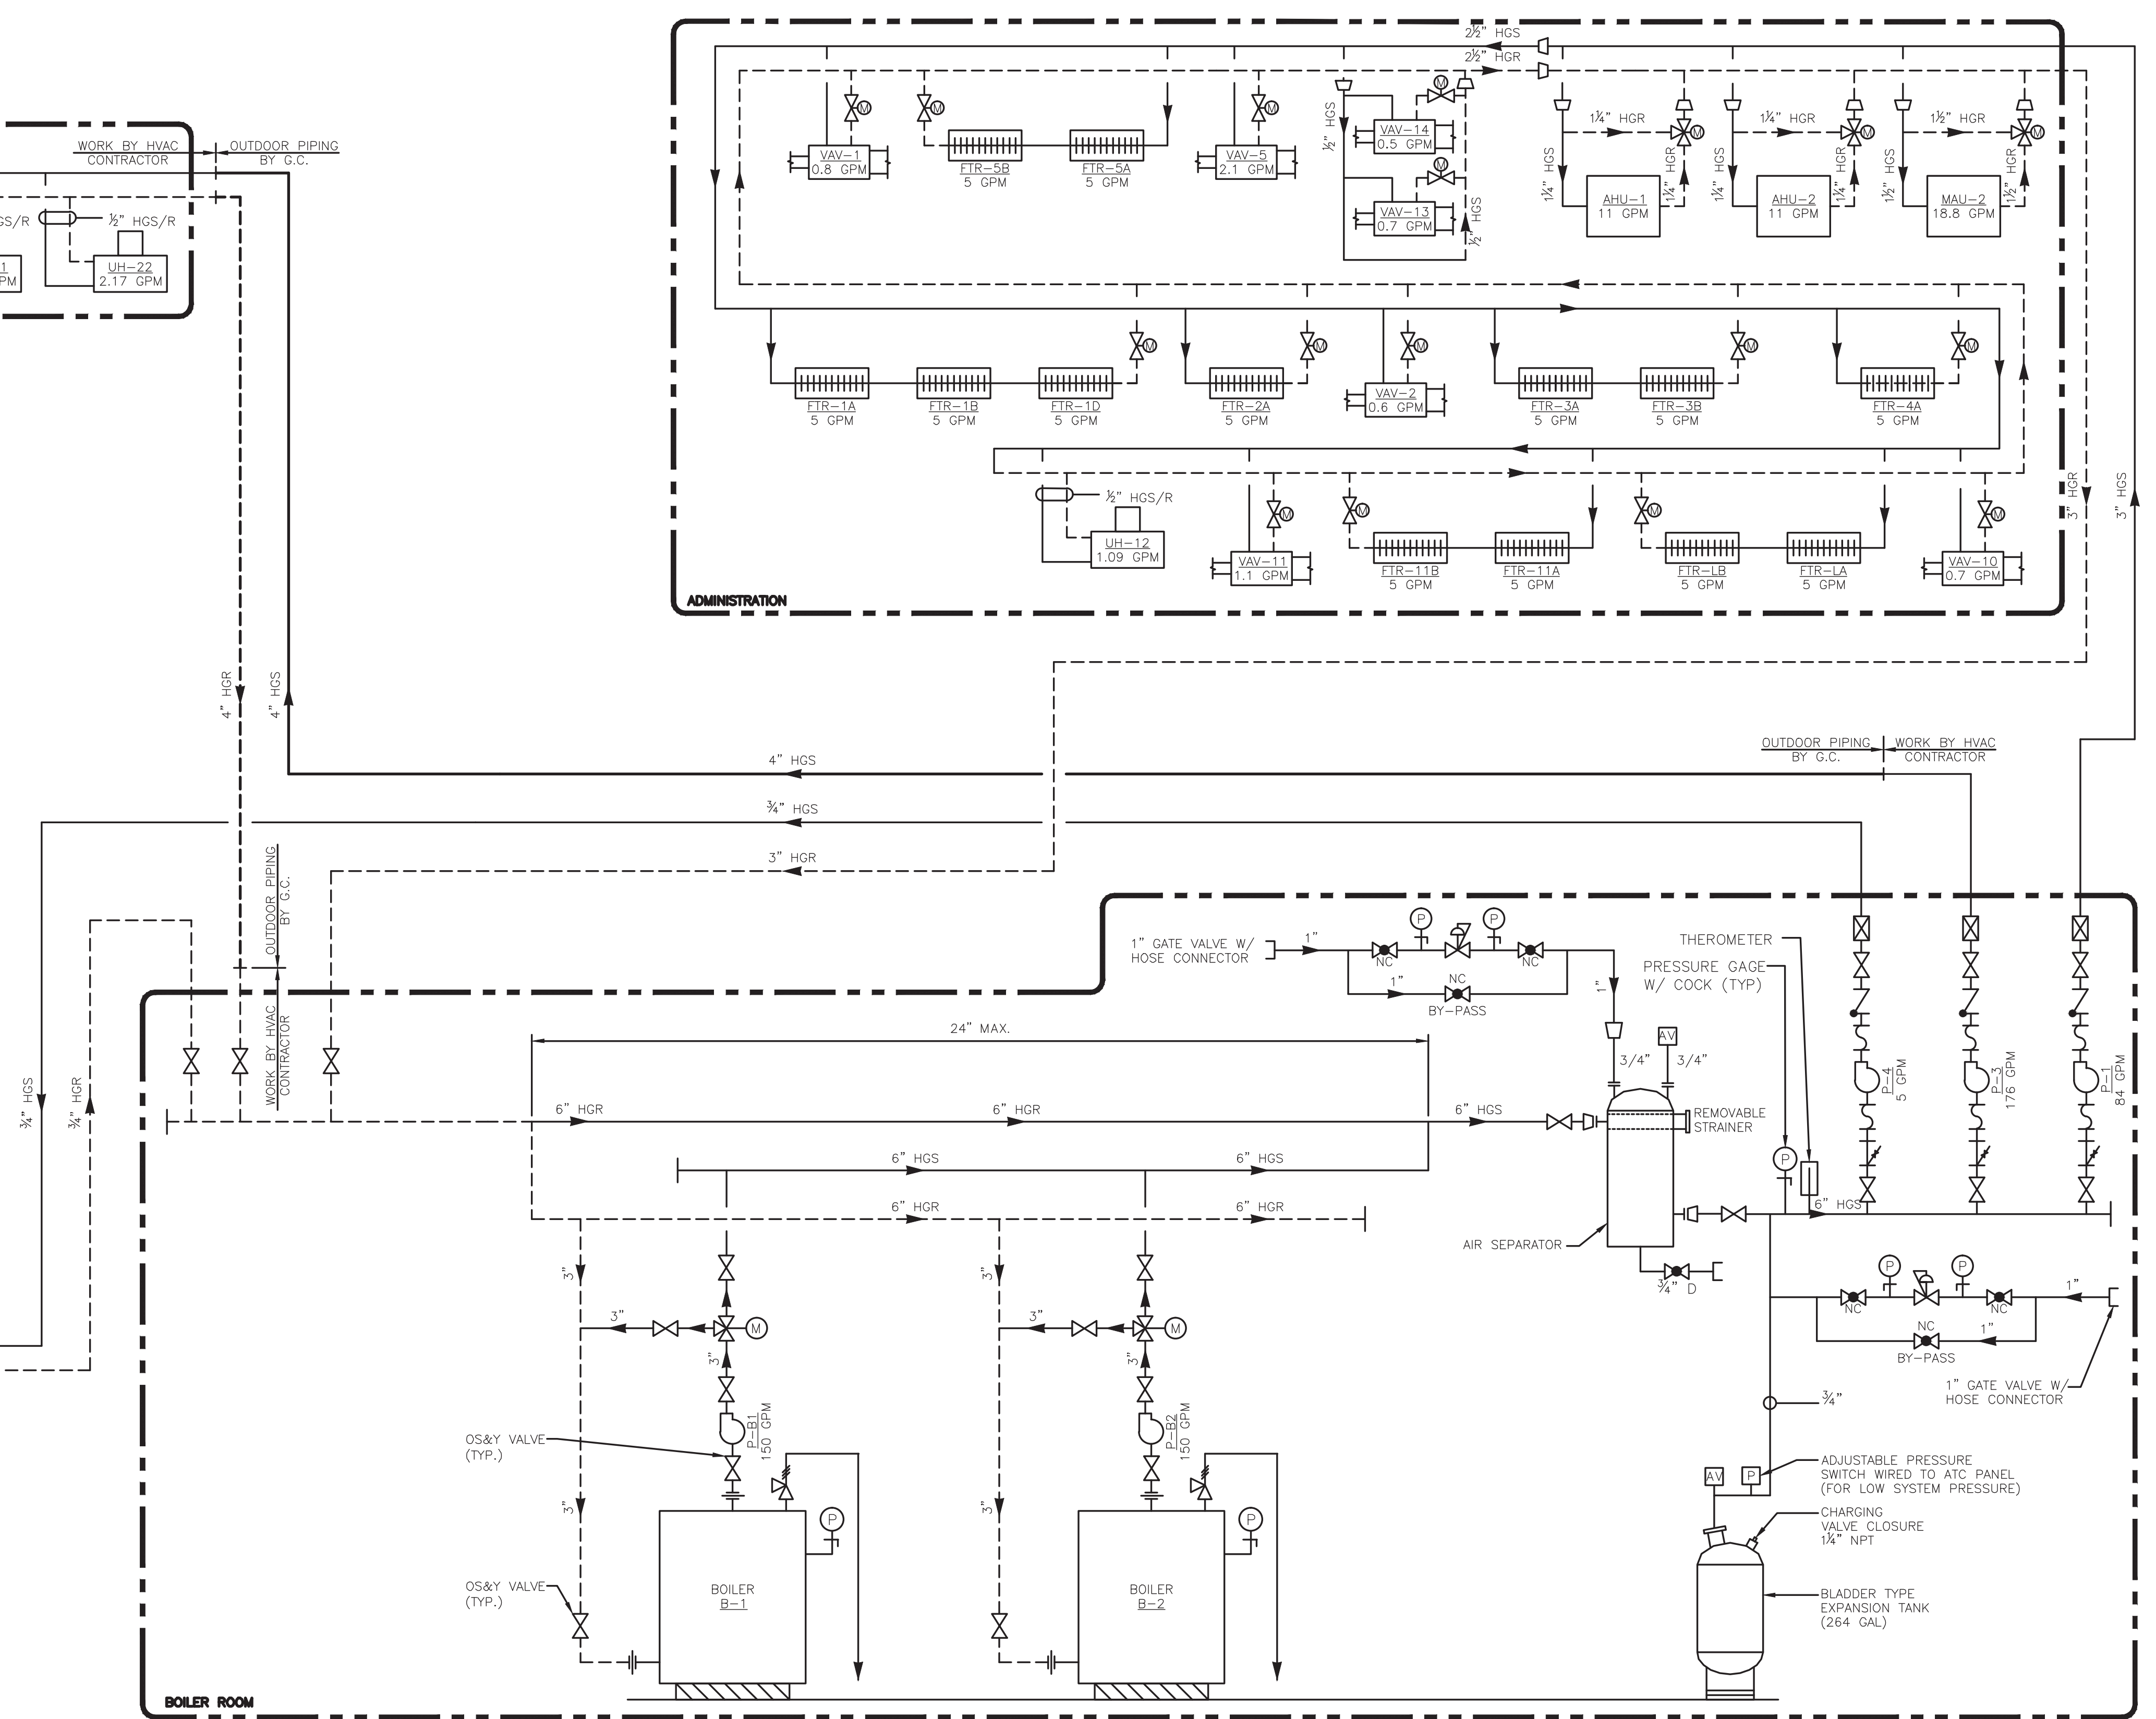 2½" HGS
2½" HGR
WORK BY HVAC
CONTRACTOR
OUTDOOR PIPING
BY G.C.
GS/R
½" HGS/R
1
PM
UH-22
2.17 GPM
M
M
VAV-1
0.8 GPM
FTR-5B
5 GPM
FTR-5A
5 GPM
M
VAV-5
2.1 GPM
½" HGS
M
VAV-14
0.5 GPM
M
VAV-13
0.7 GPM
½" HGS
1¼" HGR
M
1¼" HGS
1¼" HGR
AHU-1
11 GPM
1¼" HGR
M
1¼" HGS
1¼" HGR
AHU-2
11 GPM
1½" HGR
M
1½" HGS
1½" HGR
MAU-2
18.8 GPM
M
M
M
M
M
FTR-1A
5 GPM
FTR-1B
5 GPM
FTR-1D
5 GPM
FTR-2A
5 GPM
VAV-2
0.6 GPM
FTR-3A
5 GPM
FTR-3B
5 GPM
FTR-4A
5 GPM
½" HGS/R
UH-12
1.09 GPM
M
VAV-11
1.1 GPM
M
FTR-11B
5 GPM
FTR-11A
5 GPM
M
FTR-LB
5 GPM
FTR-LA
5 GPM
M
VAV-10
0.7 GPM
3" HGR
3" HGS
ADMINISTRATION
4" HGR
4" HGS
4" HGS
OUTDOOR PIPING
BY G.C.
WORK BY HVAC
CONTRACTOR
¾" HGS
3" HGR
OUTDOOR PIPING
BY G.C.
WORK BY HVAC
CONTRACTOR
¾" HGS
¾" HGR
1" GATE VALVE W/
HOSE CONNECTOR
1"
P
P
NC
NC
1"
NC
BY-PASS
1"
THEROMETER
PRESSURE GAGE
W/ COCK (TYP)
24" MAX.
AV
3/4"
3/4"
P-4
5 GPM
P-3
176 GPM
P-1
84 GPM
6" HGR
6" HGR
6" HGS
REMOVABLE
STRAINER
6" HGS
6" HGS
P
6" HGS
6" HGR
6" HGR
AIR SEPARATOR
¾" D
3"
3"
P
P
NC
NC
1"
NC
1"
BY-PASS
1" GATE VALVE W/
HOSE CONNECTOR
3"
M
3"
3"
M
3"
¾"
P-B1
150 GPM
P-B2
150 GPM
OS&Y VALVE
(TYP.)
3"
3"
P
P
AV
P
ADJUSTABLE PRESSURE
SWITCH WIRED TO ATC PANEL
(FOR LOW SYSTEM PRESSURE)
CHARGING
VALVE CLOSURE
1¼" NPT
OS&Y VALVE
(TYP.)
BOILER
B-1
BOILER
B-2
BLADDER TYPE
EXPANSION TANK
(264 GAL)
BOILER ROOM